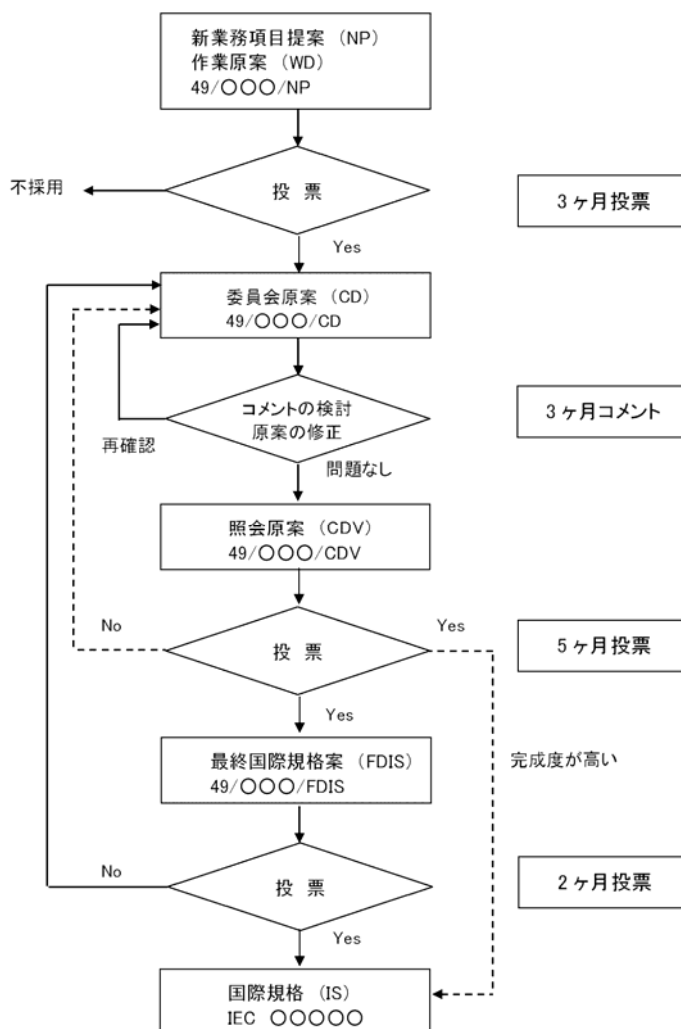 新業務項目提案 (NP)
作業原案 (WD)
49/〇〇〇/NP
不採用
投 票
3ヶ月投票
Yes
委員会原案 (CD)
49/〇〇〇/CD
コメントの検討
原案の修正
3ヶ月コメント
再確認
問題なし
照会原案 (CDV)
49/〇〇〇/CDV
No
投 票
Yes
5ヶ月投票
Yes
最終国際規格案 (FDIS)
49/〇〇〇/FDIS
完成度が高い
No
投 票
2ヶ月投票
Yes
国際規格 (IS)
IEC 〇〇〇〇〇